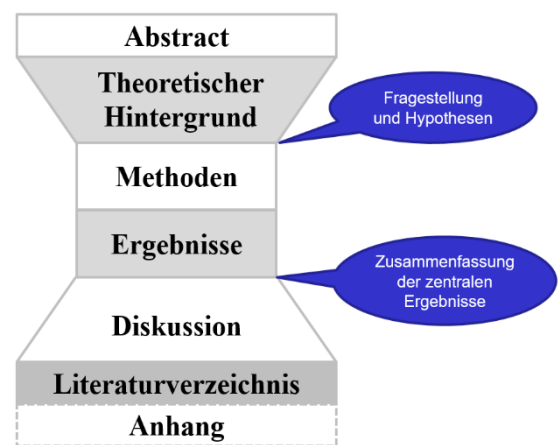 Abstract
Theoretischer
Hintergrund
Fragestellung
und Hypothesen
Methoden
Ergebnisse
Zusammenfassung
der zentralen
Ergebnisse
Diskussion
Literaturverzeichnis
Anhang